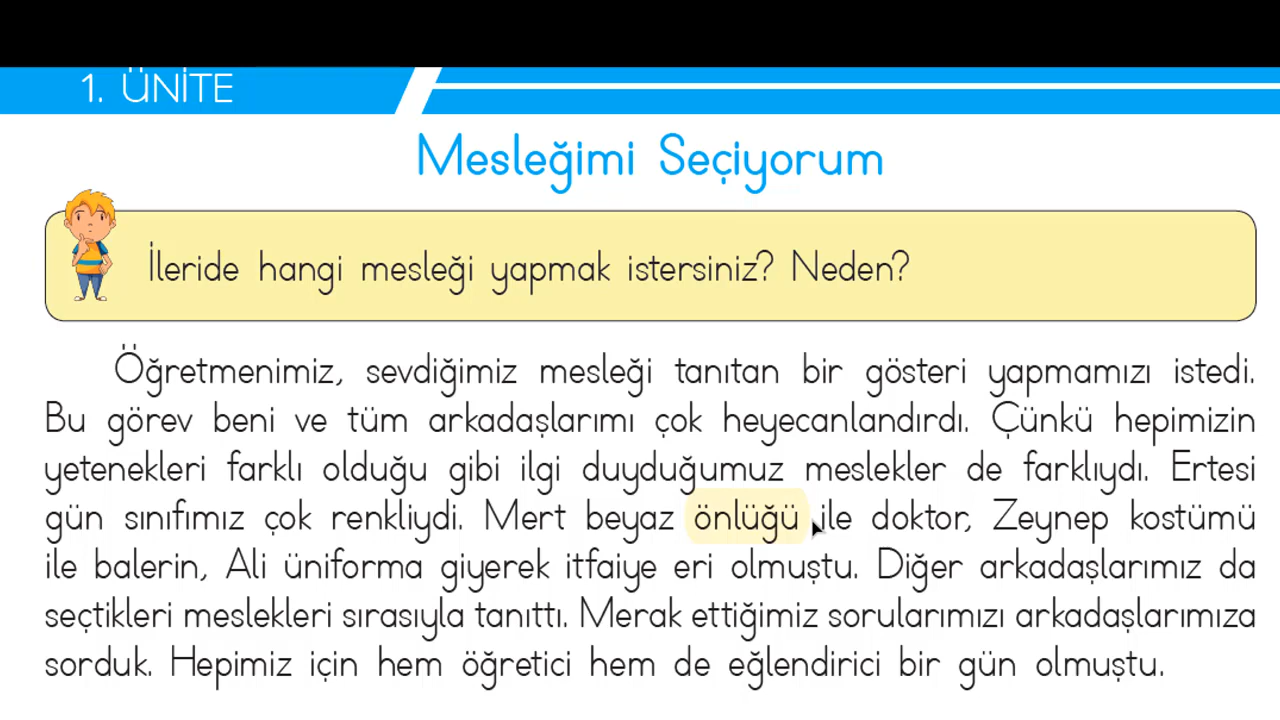 1. ÜNİTE
Mesleğimi Seçiyorum
İleride hangi mesleği yapmak istersiniz? Neden?
Öğretmenimiz, sevdiğimiz mesleği tanıtan bir gösteri yapmamızı istedi.
Bu görev beni ve tüm arkadaşlarımı çok heyecanlandırdı. Çünkü hepimizin
yetenekleri farklı olduğu gibi ilgi duyduğumuz meslekler de farklıydı. Ertesi
gün sınıfımız çok renkliydi. Mert beyaz önlüğü ile doktor, Zeynep kostümü
ile balerin, Ali üniforma giyerek itfaiye eri olmuştu. Diğer arkadaşlarımız da
seçtikleri meslekleri sırasıyla tanıttı. Merak ettiğimiz sorularımızı arkadaşlarımıza
sorduk. Hepimiz için hem öğretici hem de eğlendirici bir gün olmuştu.